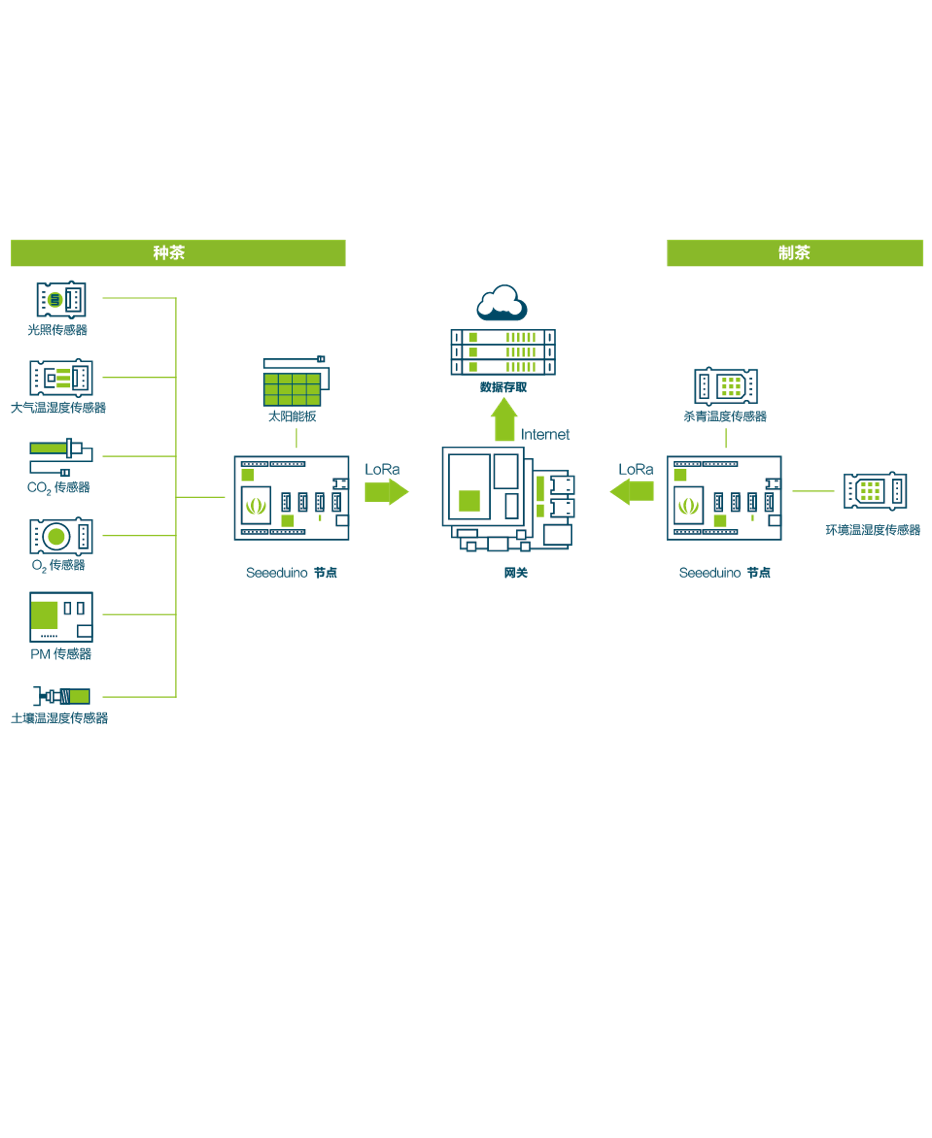 种茶
光照传感器
大气温湿度传感器
CO₂ 传感器
O₂ 传感器
PM 传感器
土壤温湿度传感器
太阳能板
LoRa
Seeeduino 节点
数据存取
Internet
网关
制茶
杀青温度传感器
LoRa
环境温湿度传感器
Seeeduino 节点